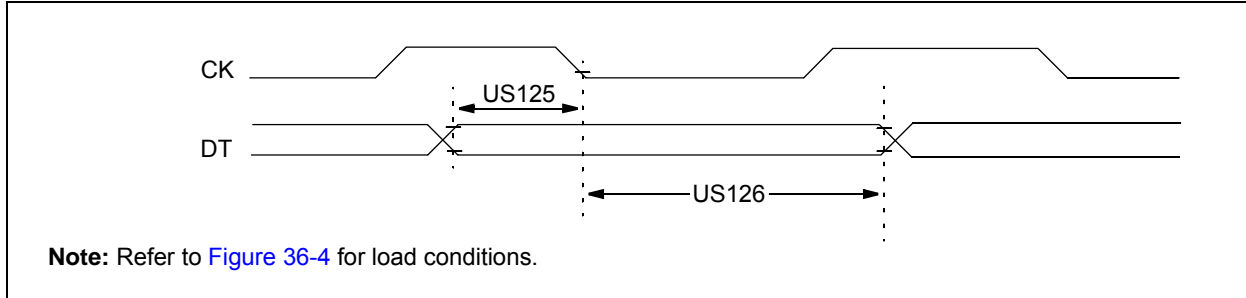 CK
US125
DT
US126
Note: Refer to Figure 36-4 for load conditions.